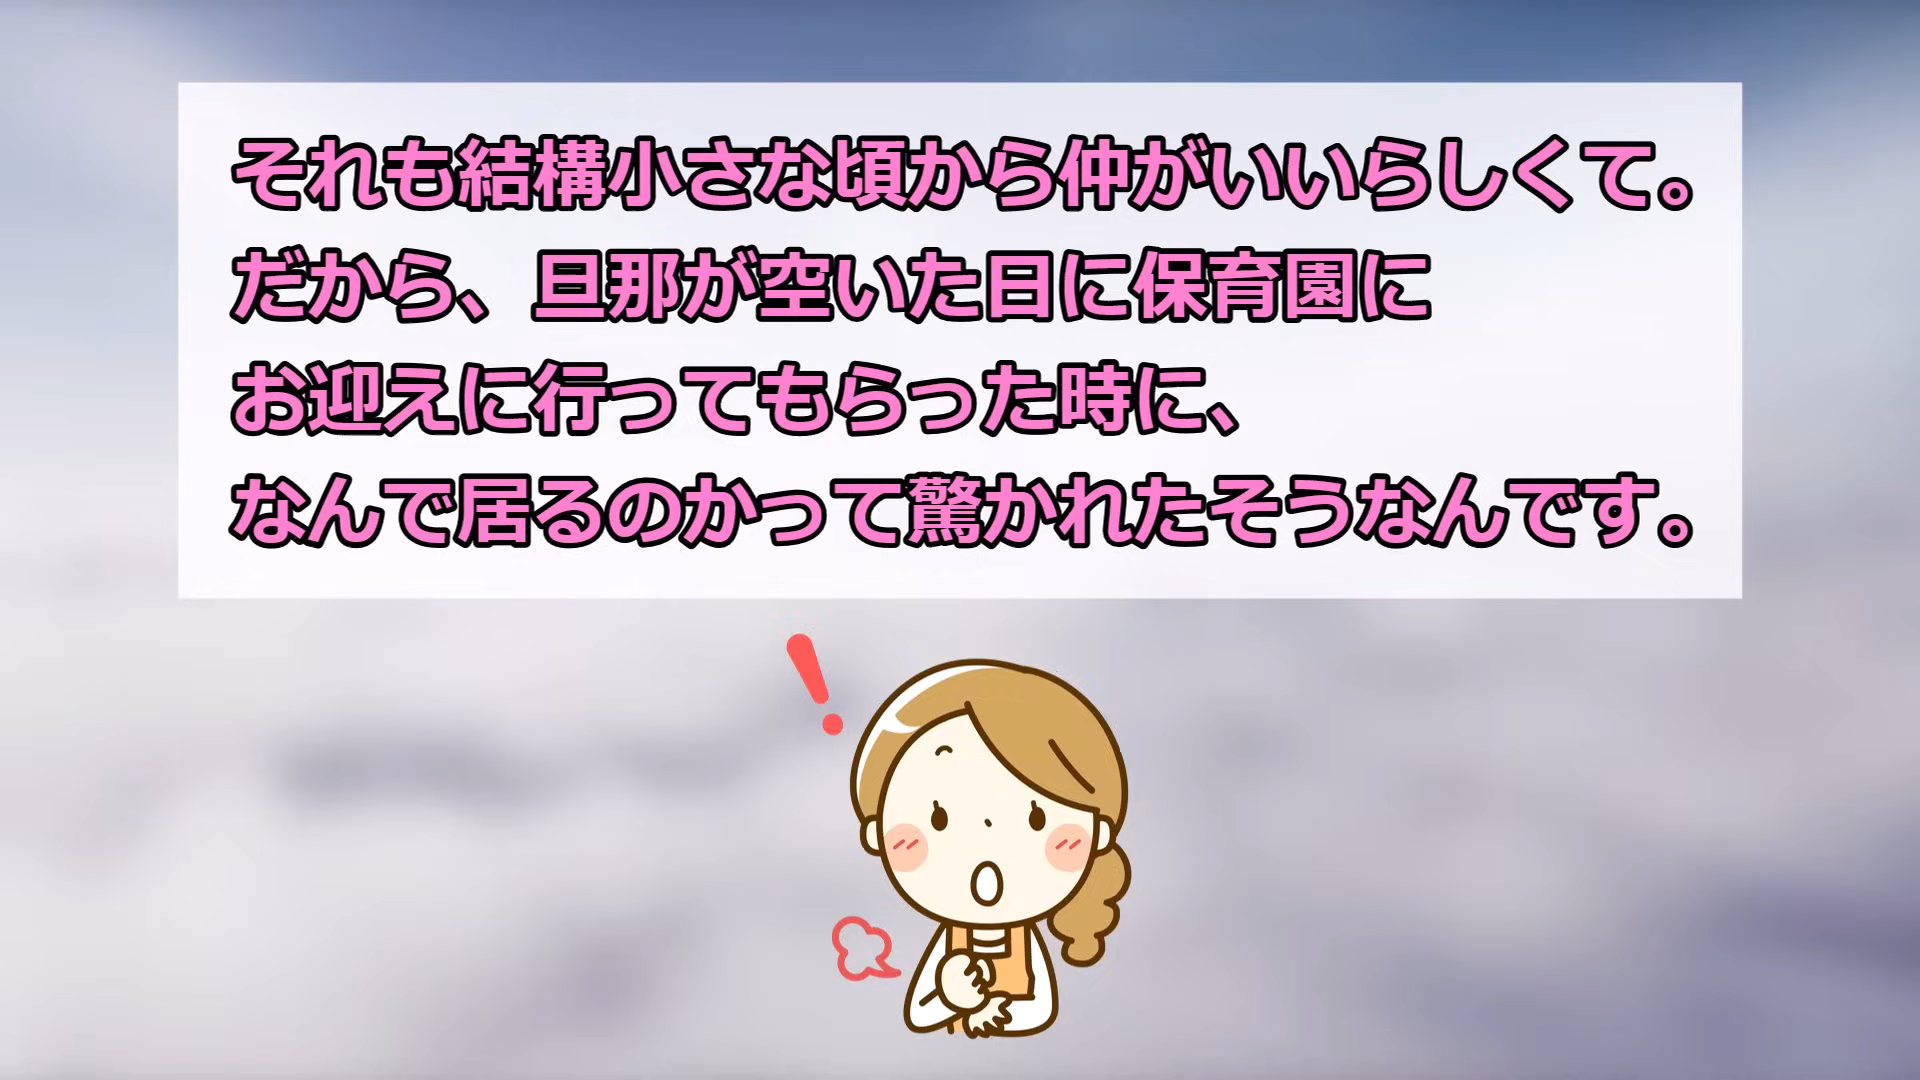 それも結構小さな頃から仲がいいらしくて。
だから、旦那が空いた日に保育園に
お迎えに行ってもらった時に、
なんで居るのかって驚かれたそうなんです。